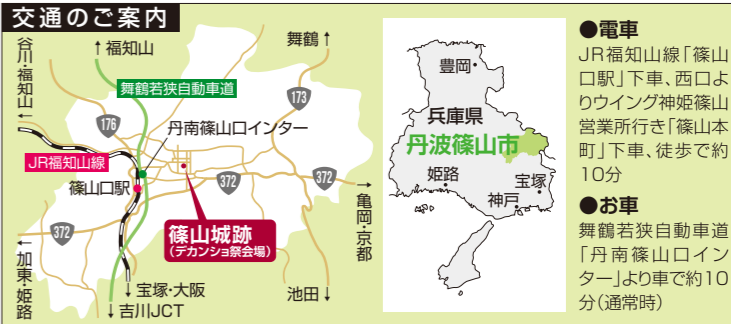 交通のご案内
谷川・福知山
←
↑福知山
舞鶴↑
舞鶴若狭自動車道
173
176
丹南篠山口インター
JR福知山線
篠山口駅
372
372
→
亀岡・京都
372
篠山城跡
(デカンショ祭会場)
←
加東・姫路
↓宝塚・大阪
↓吉川JCT
池田↓
豊岡
兵庫県
丹波篠山市
姫路
宝塚
神戸
●電車
JR福知山線「篠山
口駅」下車、西口よ
りウイング神姫篠山
営業所行き「篠山本
町」下車、徒歩で約
10分
●お車
舞鶴若狭自動車道
「丹南篠山口イン
ター」より車で約10
分(通常時)